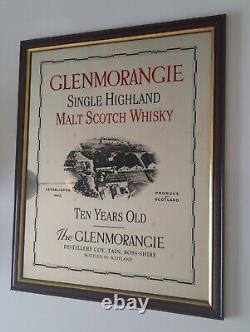 GLENMORANGIE
SINGLE HIGHLAND
MALT SCOTCH WHISKY
ESTABLISHED
PRODUCE
OF
SCOTLAND
TEN YEARS OLD
The GLENMORANGIE
DISTILLERY COY, TAIN, ROSS-SHIRE
BOTTLED IN SCOTLAND